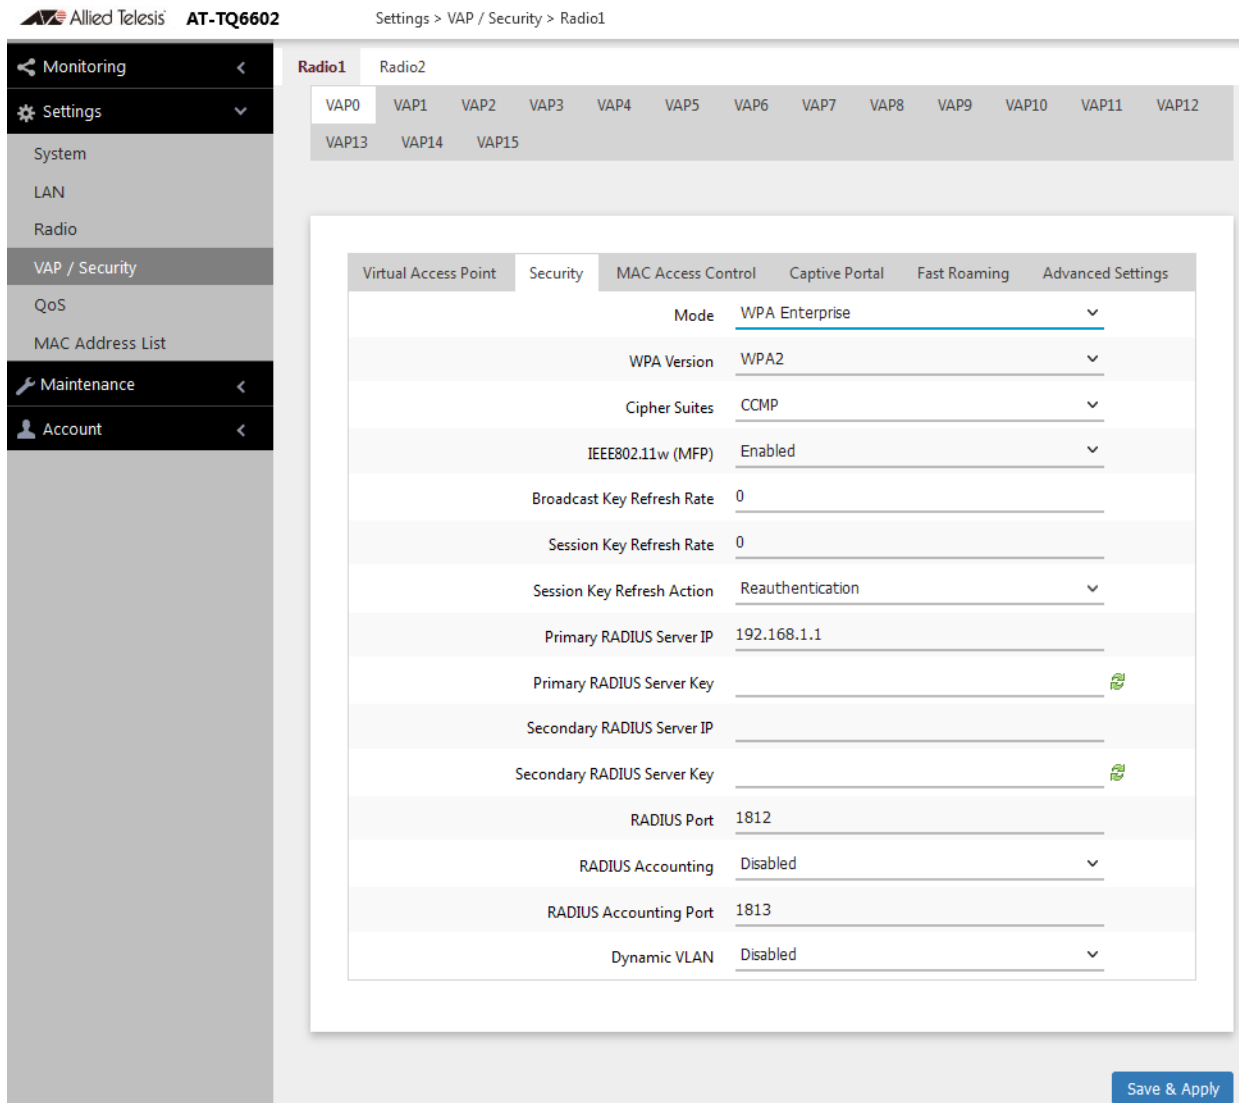 Allied Telesis AT-TQ6602 Settings > VAP / Security > Radio1
Monitoring
Settings
System
LAN
Radio
VAP / Security
QoS
MAC Address List
Maintenance
Account
Radio1 Radio2
VAP0 VAP1 VAP2 VAP3 VAP4 VAP5 VAP6 VAP7 VAP8 VAP9 VAP10 VAP11 VAP12
VAP13 VAP14 VAP15
Virtual Access Point Security MAC Access Control Captive Portal Fast Roaming Advanced Settings
Mode WPA Enterprise
WPA Version WPA2
Cipher Suites CCMP
IEEE802.11w (MFP) Enabled
Broadcast Key Refresh Rate 0
Session Key Refresh Rate 0
Session Key Refresh Action Reauthentication
Primary RADIUS Server IP 192.168.1.1
Primary RADIUS Server Key
Secondary RADIUS Server IP
Secondary RADIUS Server Key
RADIUS Port 1812
RADIUS Accounting Disabled
RADIUS Accounting Port 1813
Dynamic VLAN Disabled
Save & Apply